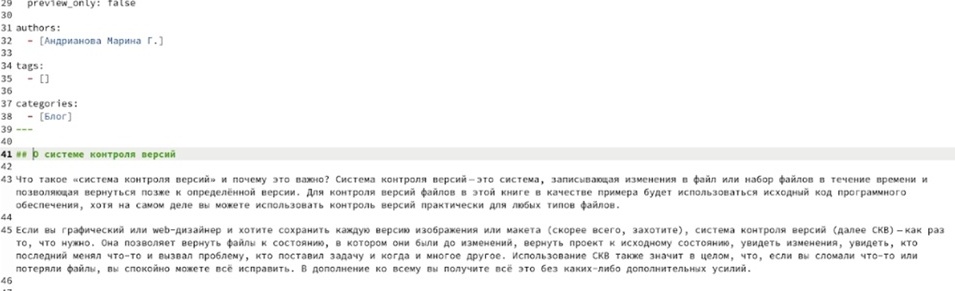 29   preview_only: false
30
31 authors:
32   - [Андрианова Марина Г.]
33
34 tags:
35   - []
36
37 categories:
38   - [Блог]
39 ---
40
41 ## О системе контроля версий
42
43 Что такое «система контроля версий» и почему это важно? Система контроля версий — это система, записывающая изменения в файл или набор файлов в течение времени и
позволяющая вернуться позже к определённой версии. Для контроля версий файлов в этой книге в качестве примера будет использоваться исходный код программного
обеспечения, хотя на самом деле вы можете использовать контроль версий практически для любых типов файлов.
44
45 Если вы графический или web-дизайнер и хотите сохранить каждую версию изображения или макета (скорее всего, захотите), система контроля версий (далее СКВ) — как раз
то, что нужно. Она позволяет вернуть файлы к состоянию, в котором они были до изменений, вернуть проект к исходному состоянию, увидеть изменения, увидеть, кто
последний менял что-то и вызвал проблему, кто поставил задачу и когда и многое другое. Использование СКВ также значит в целом, что, если вы сломали что-то или
потеряли файлы, вы спокойно можете всё исправить. В дополнение ко всему вы получите всё это без каких-либо дополнительных усилий.
46